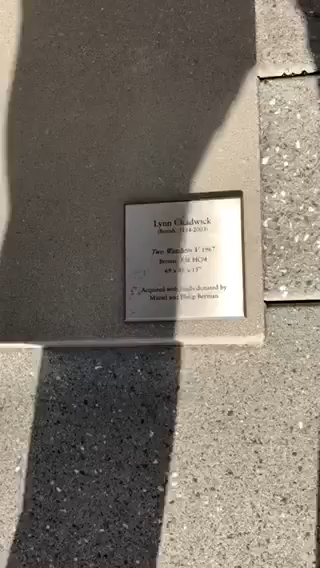 Lynn Chadwick
(British, 1914-2003)
Two Watchers V 1967
Bronze
Acquired with funds donated by
Muriel and Philip Berman